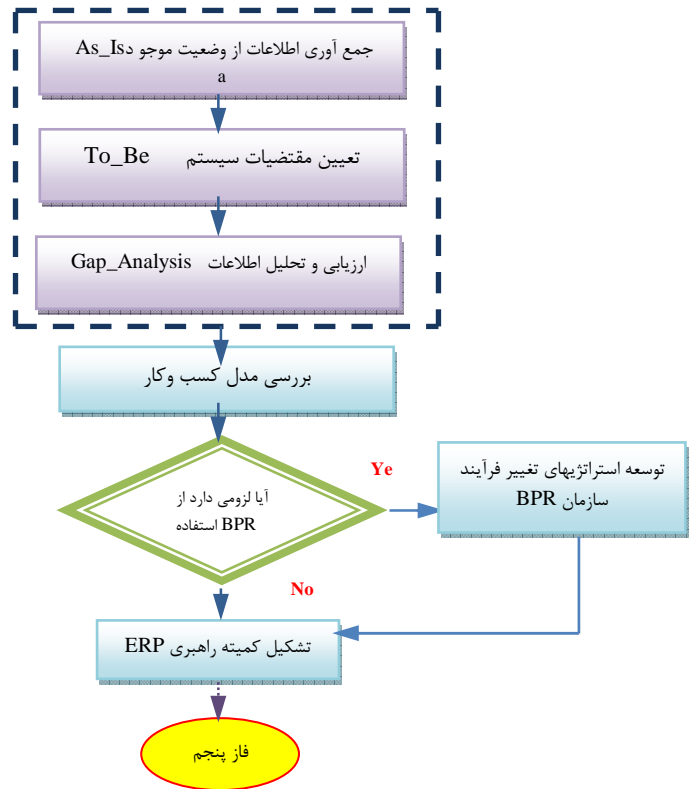 جمع آوری اطلاعات از وضعیت موجو دAs_Is
a
تعیین مقتضیات سیستم To_Be
ارزیابی و تحلیل اطلاعات Gap_Analysis
بررسی مدل کسب وکار
Ye
آیا لزومی دارد از
BPR استفاده
توسعه استراتژیهای تغییر فرآیند
سازمان BPR
No
تشکیل کمیته راهبری ERP
فاز پنجم